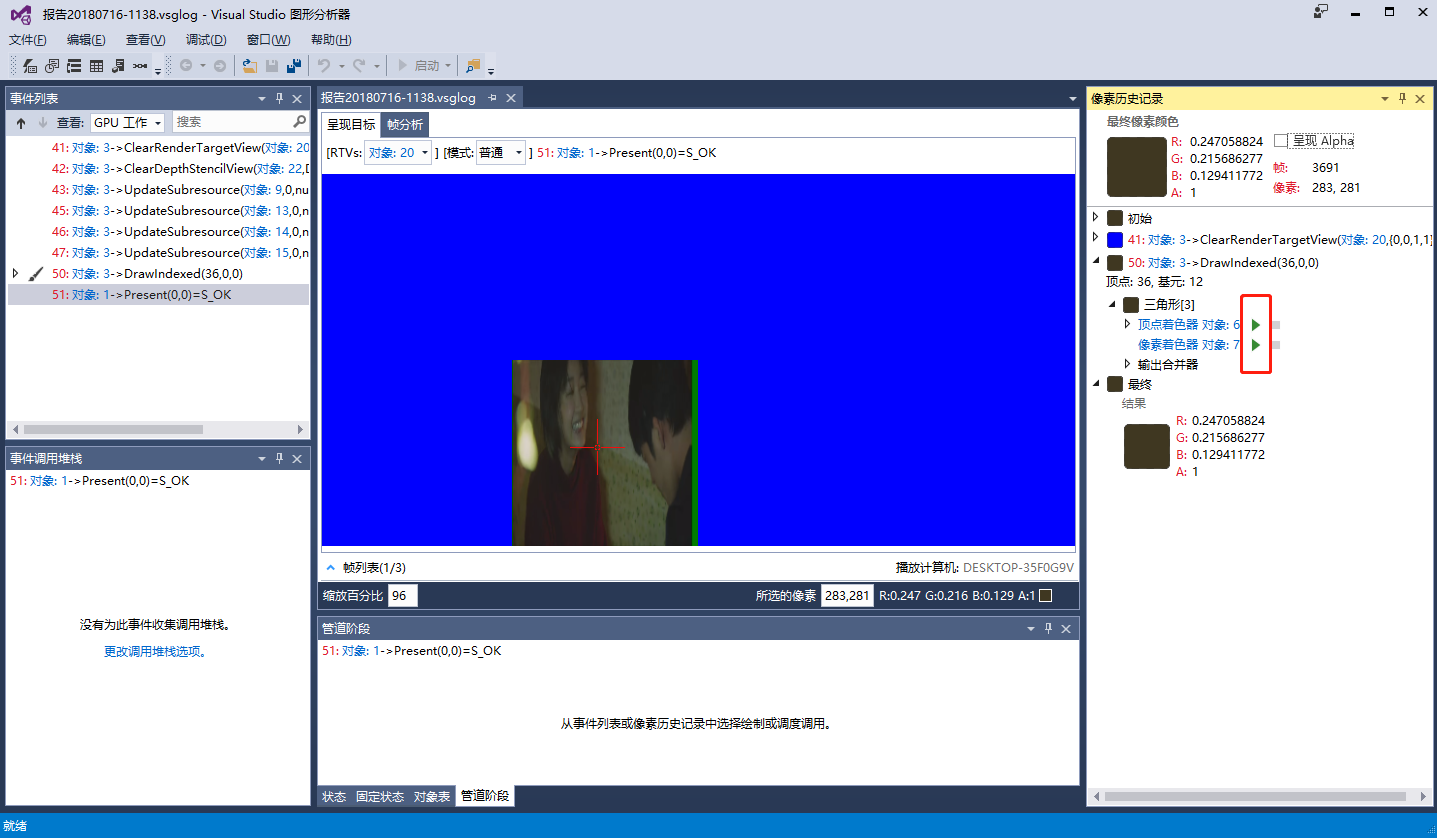 报告20180716-1138.vsglog - Visual Studio 图形分析器
文件(F) 编辑(E) 查看(V) 调试(D) 窗口(W) 帮助(H)
启动
事件列表
查看: GPU 工作 搜索
41: 对象: 3->ClearRenderTargetView(对象: 20
42: 对象: 3->ClearDepthStencilView(对象: 22,D
43: 对象: 3->UpdateSubresource(对象: 9,0,nu
45: 对象: 3->UpdateSubresource(对象: 13,0,n
46: 对象: 3->UpdateSubresource(对象: 14,0,n
47: 对象: 3->UpdateSubresource(对象: 15,0,n
50: 对象: 3->DrawIndexed(36,0,0)
51: 对象: 1->Present(0,0)=S_OK
事件调用堆栈
51: 对象: 1->Present(0,0)=S_OK
没有为此事件收集调用堆栈。
更改调用堆栈选项。
报告20180716-1138.vsglog
呈现目标 帧分析
[RTVs: 对象: 20 ] [模式: 普通 ] 51: 对象: 1->Present(0,0)=S_OK
帧列表(1/3) 播放计算机: DESKTOP-35F0G9V
缩放百分比 96 所选的像素 283,281 R:0.247 G:0.216 B:0.129 A:1
管道阶段
51: 对象: 1->Present(0,0)=S_OK
从事件列表或像素历史记录中选择绘制或调度调用。
状态 固定状态 对象表 管道阶段
像素历史记录
最终像素颜色
R: 0.247058824
G: 0.215686277
B: 0.129411772
A: 1
呈现 Alpha
帧: 3691
像素: 283, 281
初始
41: 对象: 3->ClearRenderTargetView(对象: 20,{0,0,1,1}
50: 对象: 3->DrawIndexed(36,0,0)
顶点: 36, 基元: 12
三角形[3]
顶点着色器 对象: 6
像素着色器 对象: 7
输出合并器
最终
结果
R: 0.247058824
G: 0.215686277
B: 0.129411772
A: 1
就绪